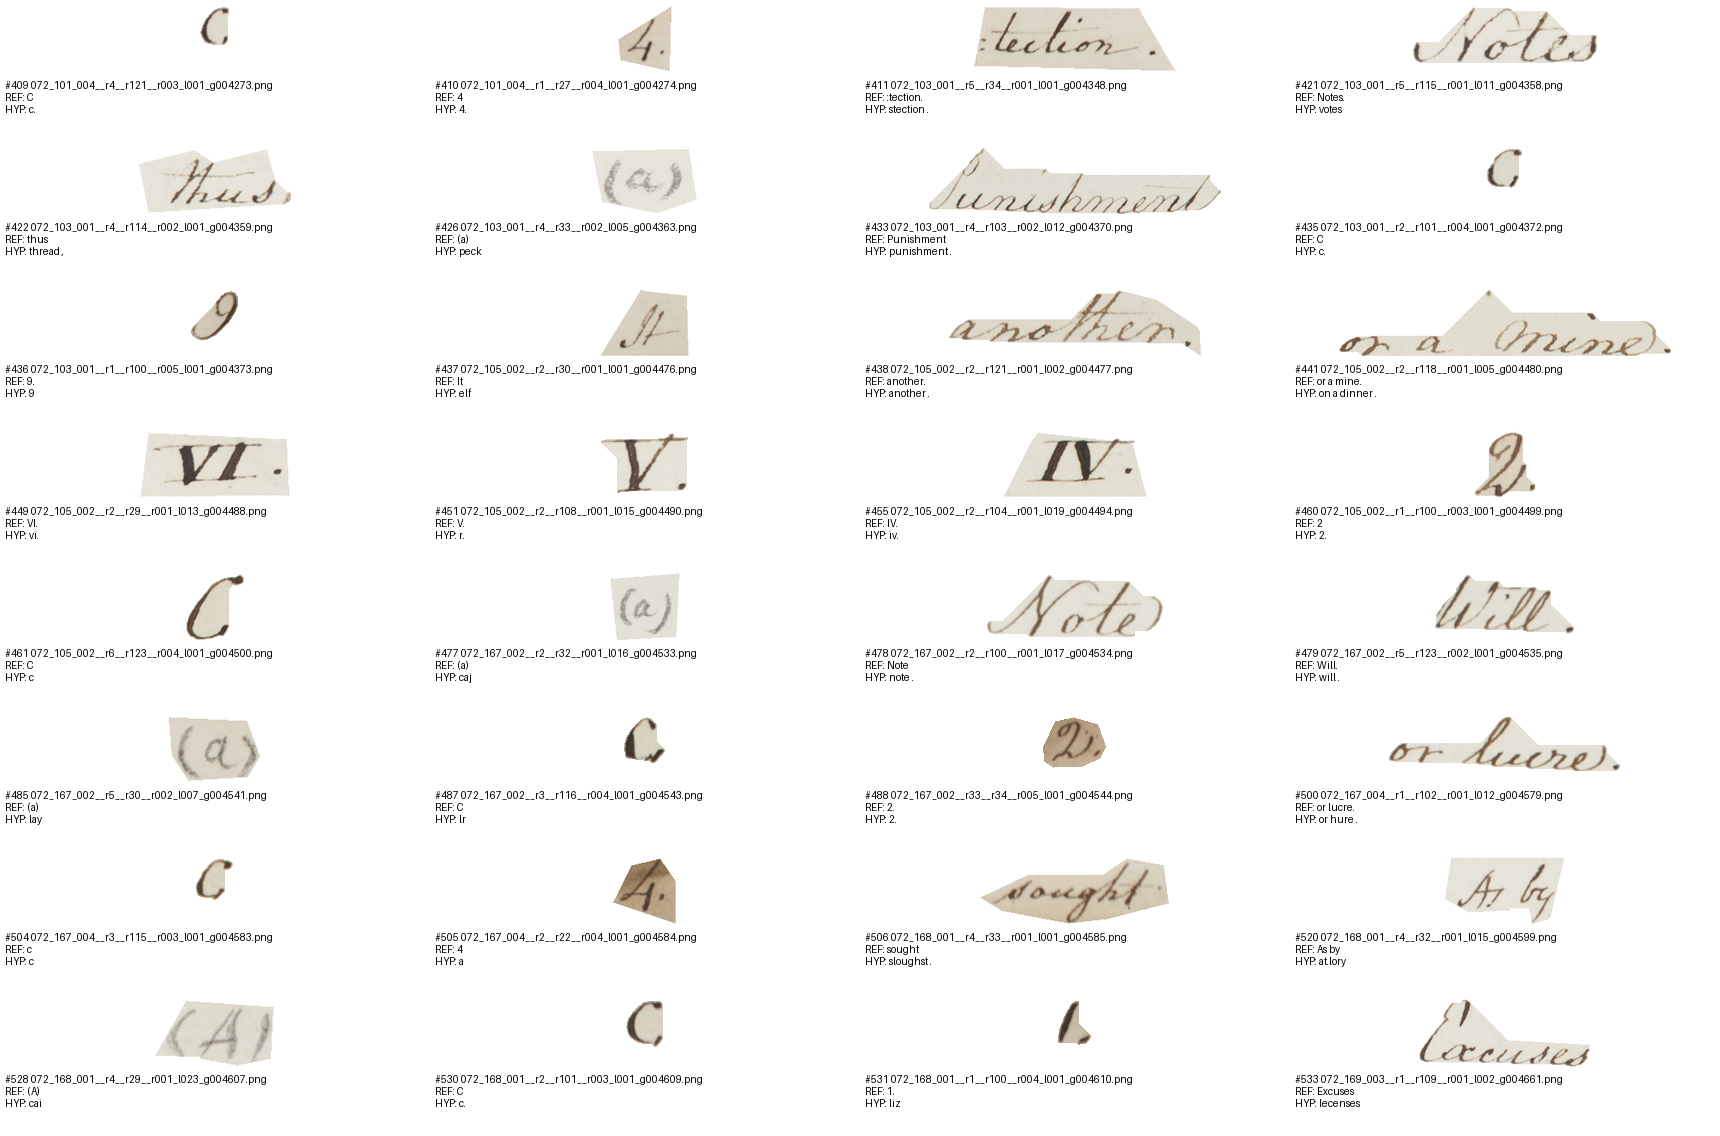 C 4. :tection. Notes
#409 072_101_004__r4__r121__r003_l001_g004273.png #410 072_101_004__r1__r27__r004_l001_g004274.png #411 072_103_001__r5__r34__r001_l001_g004348.png #421 072_103_001__r5__r115__r001_l011_g004358.png
REF: C REF: 4 REF: :tection. REF: Notes.
HYP: c. HYP: 4. HYP: stection . HYP: votes
thus. (a) Punishment C
#422 072_103_001__r4__r114__r002_l001_g004359.png #426 072_103_001__r4__r33__r002_l005_g004363.png #433 072_103_001__r4__r103__r002_l012_g004370.png #435 072_103_001__r2__r101__r004_l001_g004372.png
REF: thus REF: (a) REF: Punishment REF: C
HYP: thread , HYP: peck HYP: punishment . HYP: c.
9 It another. or a mine.
#436 072_103_001__r1__r100__r005_l001_g004373.png #437 072_105_002__r2__r30__r001_l001_g004476.png #438 072_105_002__r2__r121__r001_l002_g004477.png #441 072_105_002__r2__r118__r001_l005_g004480.png
REF: 9. REF: It REF: another. REF: or a mine.
HYP: 9 HYP: elf HYP: another . HYP: on a dinner .
VI. V. IV. 2.
#449 072_105_002__r2__r29__r001_l013_g004488.png #451 072_105_002__r2__r108__r001_l015_g004490.png #455 072_105_002__r2__r104__r001_l019_g004494.png #460 072_105_002__r1__r100__r003_l001_g004499.png
REF: VI. REF: V. REF: IV. REF: 2
HYP: vi. HYP: r. HYP: iv. HYP: 2.
C (a) Note Will.
#461 072_105_002__r6__r123__r004_l001_g004500.png #477 072_167_002__r2__r32__r001_l016_g004533.png #478 072_167_002__r2__r100__r001_l017_g004534.png #479 072_167_002__r5__r123__r002_l001_g004535.png
REF: C REF: (a) REF: Note REF: Will.
HYP: c HYP: caj HYP: note . HYP: will .
(a) C 2. or lucre.
#485 072_167_002__r5__r30__r002_l007_g004541.png #487 072_167_002__r3__r116__r004_l001_g004543.png #488 072_167_002__r33__r34__r005_l001_g004544.png #500 072_167_004__r1__r102__r001_l012_g004579.png
REF: (a) REF: C REF: 2. REF: or lucre.
HYP: lay HYP: lr HYP: 2. HYP: or hure .
C 4. sought As by
#504 072_167_004__r3__r115__r003_l001_g004583.png #505 072_167_004__r2__r22__r004_l001_g004584.png #506 072_168_001__r4__r33__r001_l001_g004585.png #520 072_168_001__r4__r32__r001_l015_g004599.png
REF: c REF: 4 REF: sought REF: As by
HYP: c HYP: a HYP: sloughst . HYP: at.lory
(A) C 1. Excuses
#528 072_168_001__r4__r29__r001_l023_g004607.png #530 072_168_001__r2__r101__r003_l001_g004609.png #531 072_168_001__r1__r100__r004_l001_g004610.png #533 072_169_003__r1__r109__r001_l002_g004661.png
REF: (A) REF: C REF: 1. REF: Excuses
HYP: cai HYP: c. HYP: liz HYP: lecenses